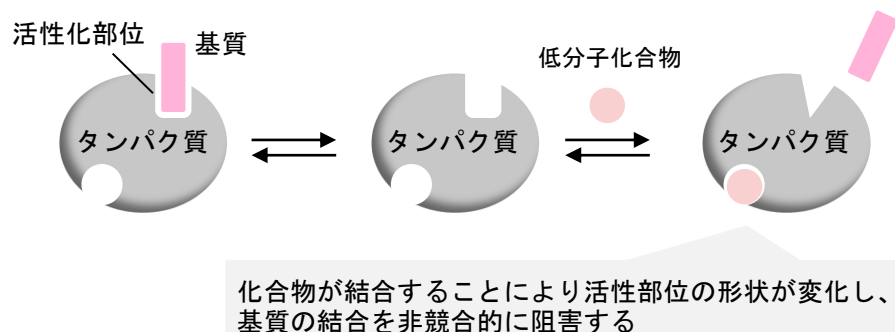 活性化部位
基質
低分子化合物
タンパク質
タンパク質
タンパク質
化合物が結合することにより活性部位の形状が変化し、
基質の結合を非競合的に阻害する